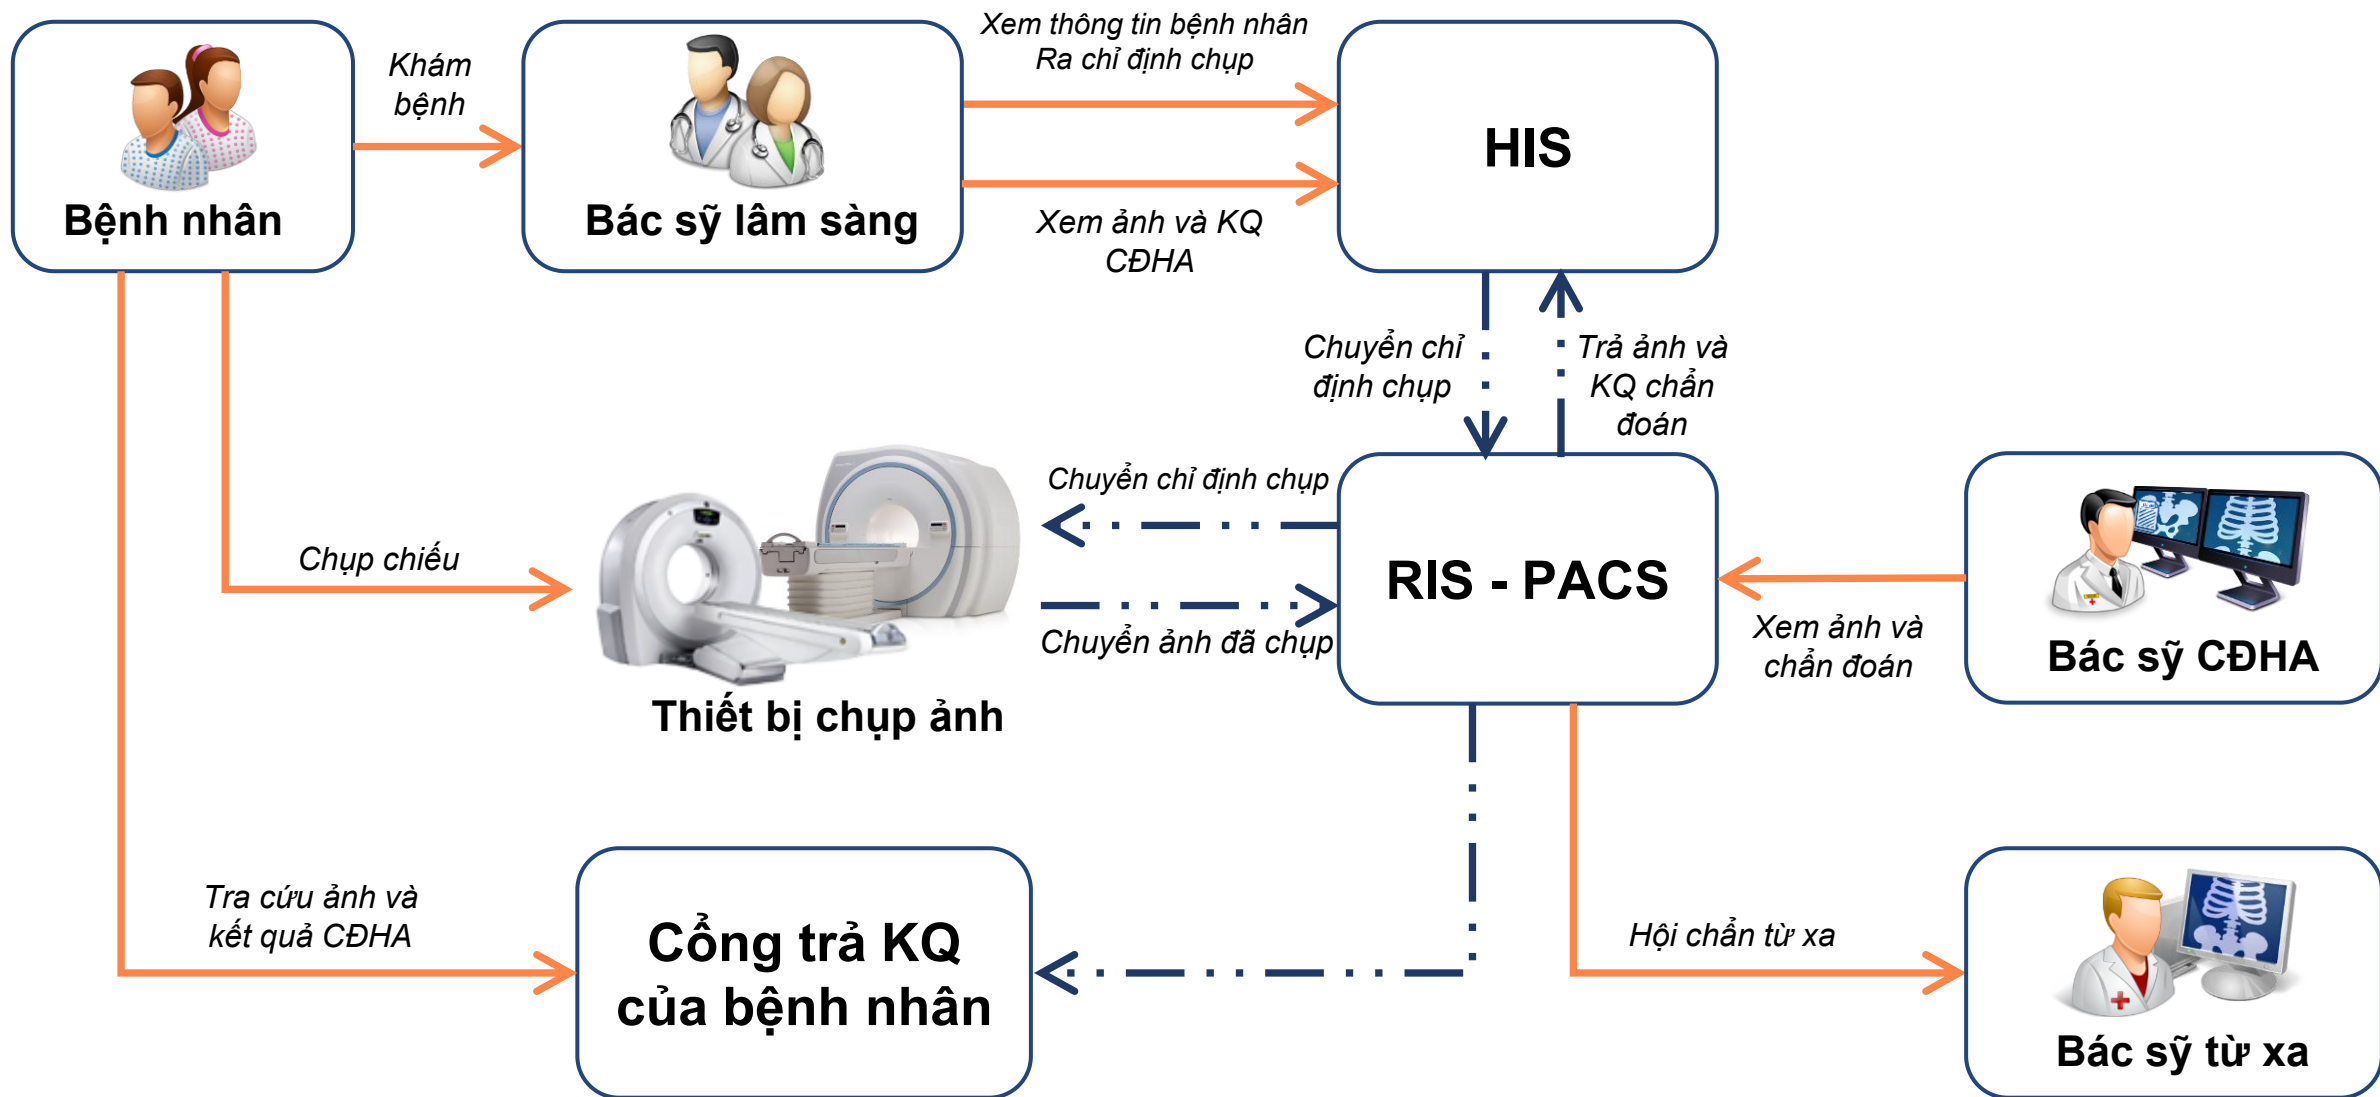 Khám
bệnh
Xem thông tin bệnh nhân
Ra chỉ định chụp
Bệnh nhân
Bác sỹ lâm sàng
HIS
Xem ảnh và KQ
CĐHA
Chuyển chỉ
định chụp
Trả ảnh và
KQ chẩn
đoán
Chuyển chỉ định chụp
Chụp chiếu
Chuyển ảnh đã chụp
Thiết bị chụp ảnh
RIS - PACS
Xem ảnh và
chẩn đoán
Bác sỹ CĐHA
Tra cứu ảnh và
kết quả CĐHA
Cổng trả KQ
của bệnh nhân
Hội chẩn từ xa
Bác sỹ từ xa